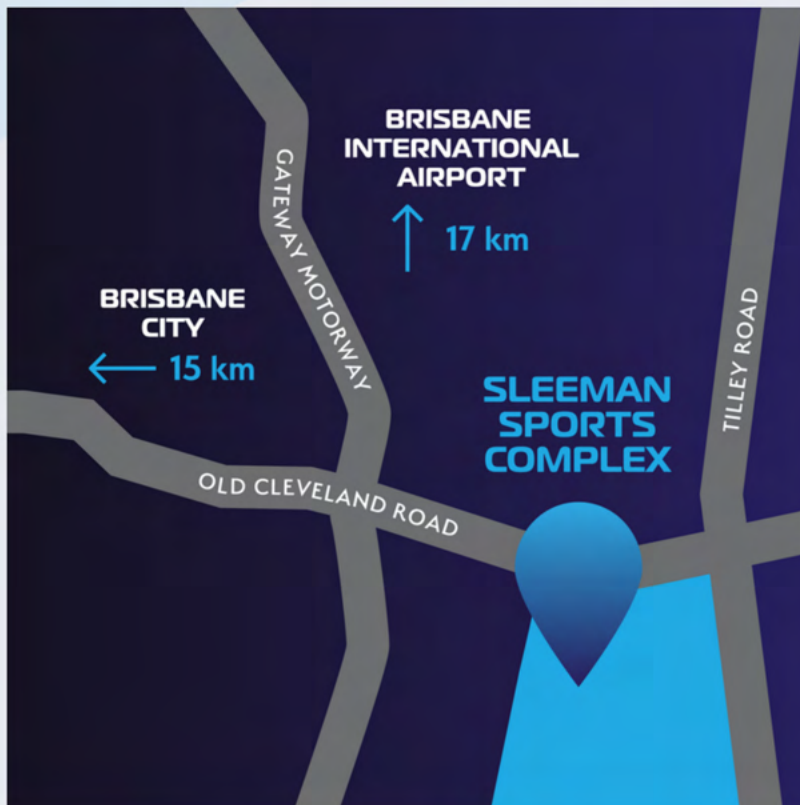 BRISBANE
INTERNATIONAL
AIRPORT
17 km
GATEWAY MOTORWAY
BRISBANE
CITY
15 km
TILLEY ROAD
SLEEMAN
SPORTS
COMPLEX
OLD CLEVELAND ROAD